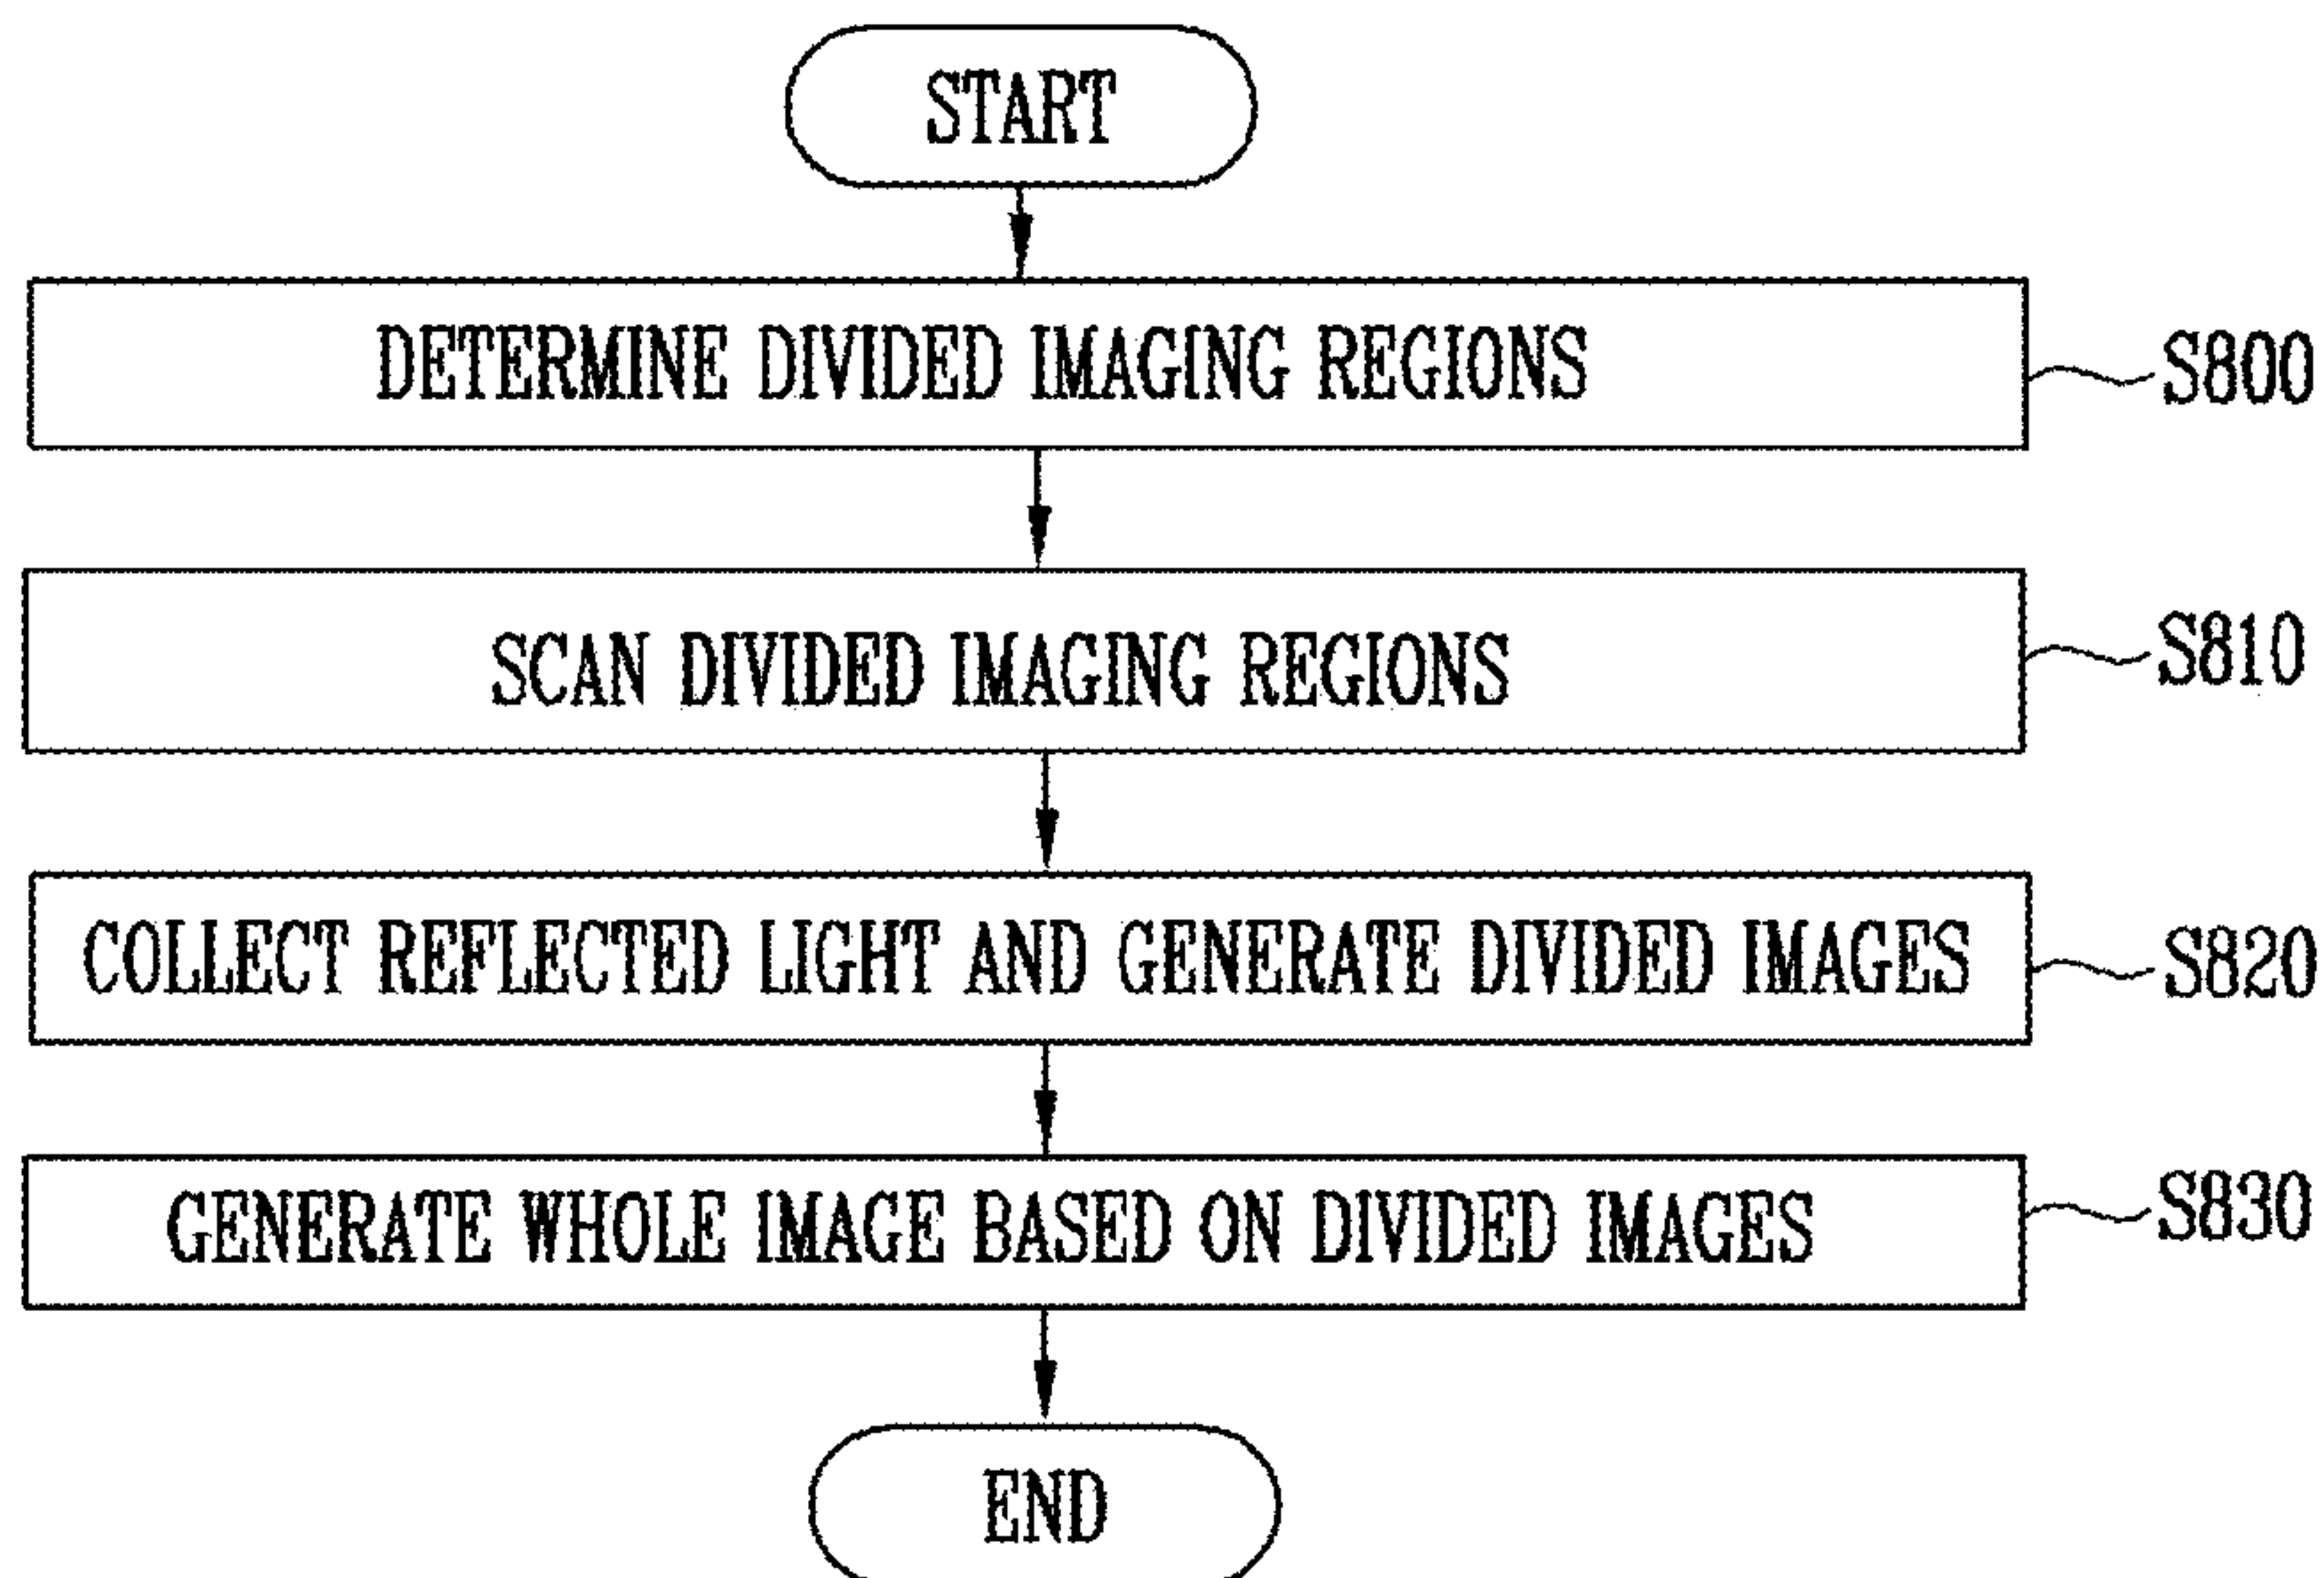 START
DETERMINE DIVIDED IMAGING REGIONS
S800
SCAN DIVIDED IMAGING REGIONS
S810
COLLECT REFLECTED LIGHT AND GENERATE DIVIDED IMAGES
S820
GENERATE WHOLE IMAGE BASED ON DIVIDED IMAGES
S830
END